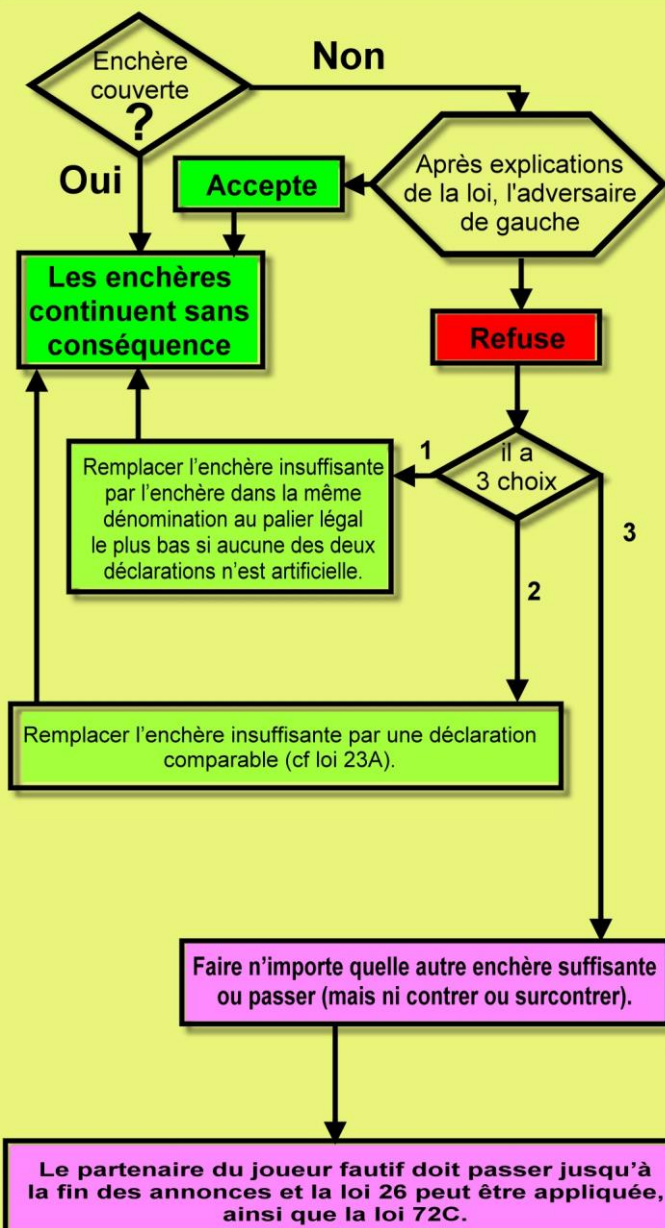 Enchère
couverte
?
Non
Oui
Accepte
Après explications
de la loi, l'adversaire
de gauche
Les enchères
continuent sans
conséquence
Refuse
il a
3 choix
1
Remplacer l'enchère insuffisante
par l'enchère dans la même
dénomination au palier légal
le plus bas si aucune des deux
déclarations n'est artificielle.
3
2
Remplacer l'enchère insuffisante par une déclaration
comparable (cf loi 23A).
Faire n'importe quelle autre enchère suffisante
ou passer (mais ni contrer ou surcontrer).
Le partenaire du joueur fautif doit passer jusqu'à
la fin des annonces et la loi 26 peut être appliquée,
ainsi que la loi 72C.